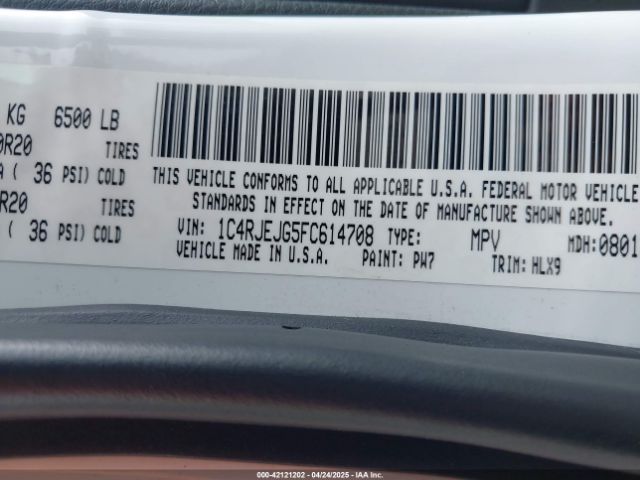 KG 6500 LB
0R20 TIRES
( 36 PSI) COLD
R20 TIRES
( 36 PSI) COLD
THIS VEHICLE CONFORMS TO ALL APPLICABLE U.S.A. FEDERAL MOTOR VEHICLE
STANDARDS IN EFFECT ON THE DATE OF MANUFACTURE SHOWN ABOVE.
VIN: 1C4RJEJG5FC614708 TYPE: MPV MDH:0801
VEHICLE MADE IN U.S.A. PAINT: PW7 TRIM: HLX9
000-42121202 04/24/2025 IAA Inc.